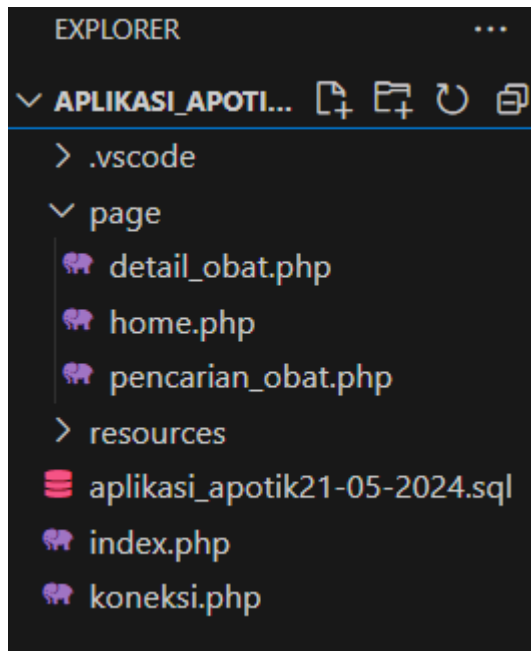 EXPLORER
APLIKASI_APOTI...
.vscode
page
detail_obat.php
home.php
pencarian_obat.php
resources
aplikasi_apotik21-05-2024.sql
index.php
koneksi.php